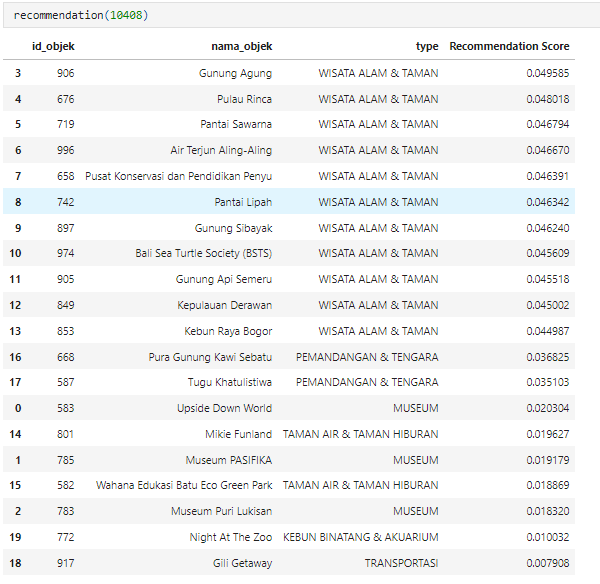 recommendation(10408)
id_objek nama_objek type Recommendation Score
3 906 Gunung Agung WISATA ALAM & TAMAN 0.049585
4 676 Pulau Rinca WISATA ALAM & TAMAN 0.048018
5 719 Pantai Sawarna WISATA ALAM & TAMAN 0.046794
6 996 Air Terjun Aling-Aling WISATA ALAM & TAMAN 0.046670
7 658 Pusat Konservasi dan Pendidikan Penyu WISATA ALAM & TAMAN 0.046391
8 742 Pantai Lipah WISATA ALAM & TAMAN 0.046342
9 897 Gunung Sibayak WISATA ALAM & TAMAN 0.046240
10 974 Bali Sea Turtle Society (BSTS) WISATA ALAM & TAMAN 0.045609
11 905 Gunung Api Semeru WISATA ALAM & TAMAN 0.045518
12 849 Kepulauan Derawan WISATA ALAM & TAMAN 0.045002
13 853 Kebun Raya Bogor WISATA ALAM & TAMAN 0.044987
16 668 Pura Gunung Kawi Sebatu PEMANDANGAN & TENGARA 0.036825
17 587 Tugu Khatulistiwa PEMANDANGAN & TENGARA 0.035103
0 583 Upside Down World MUSEUM 0.020304
14 801 Mikie Funland TAMAN AIR & TAMAN HIBURAN 0.019627
1 785 Museum PASIFIKA MUSEUM 0.019179
15 582 Wahana Edukasi Batu Eco Green Park TAMAN AIR & TAMAN HIBURAN 0.018869
2 783 Museum Puri Lukisan MUSEUM 0.018320
19 772 Night At The Zoo KEBUN BINATANG & AKUARIUM 0.010032
18 917 Gili Getaway TRANSPORTASI 0.007908